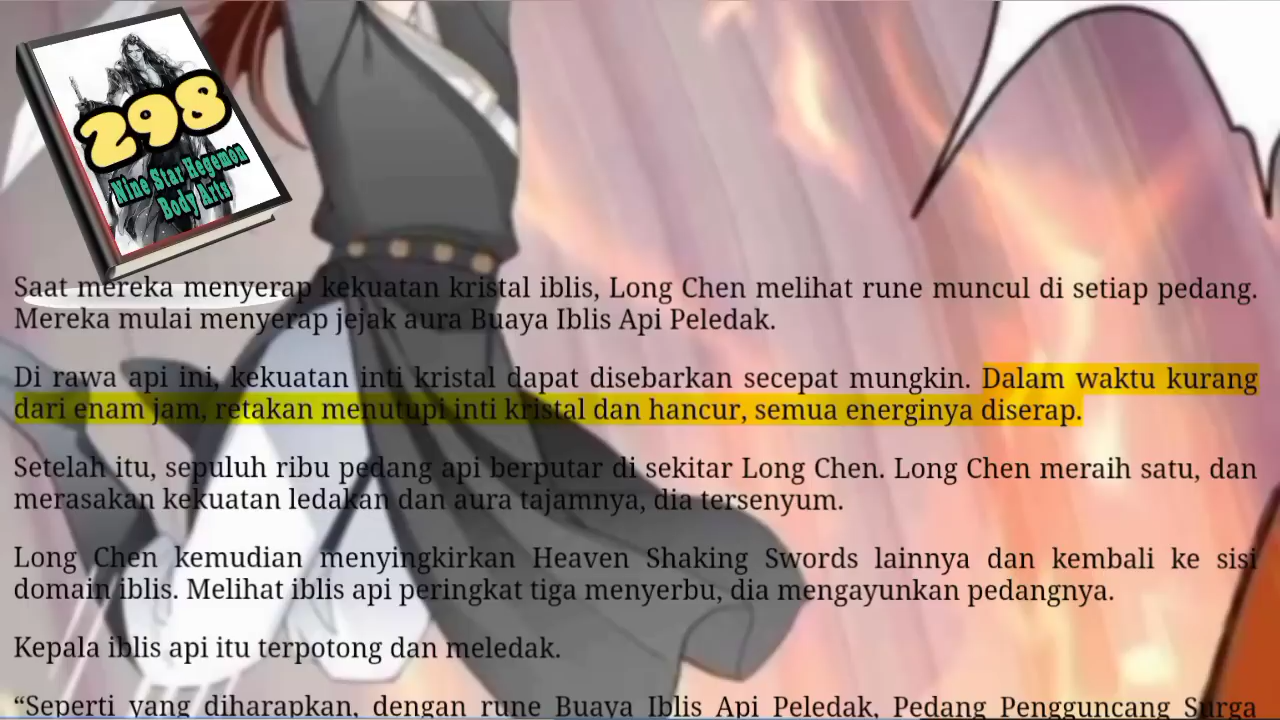 298
Nine Star Hegemon
Body Arts
Saat mereka menyerap kekuatan kristal iblis, Long Chen melihat rune muncul di setiap pedang.
Mereka mulai menyerap jejak aura Buaya Iblis Api Peledak.
Di rawa api ini, kekuatan inti kristal dapat disebarkan secepat mungkin. Dalam waktu kurang
dari enam jam, retakan menutupi inti kristal dan hancur, semua energinya diserap.
Setelah itu, sepuluh ribu pedang api berputar di sekitar Long Chen. Long Chen meraih satu, dan
merasakan kekuatan ledakan dan aura tajamnya, dia tersenyum.
Long Chen kemudian menyingkirkan Heaven Shaking Swords lainnya dan kembali ke sisi
domain iblis. Melihat iblis api peringkat tiga menyerbu, dia mengayunkan pedangnya.
Kepala iblis api itu terpotong dan meledak.
“Seperti yang diharapkan, dengan rune Buaya Iblis Api Peledak, Pedang Pengguncang Surga